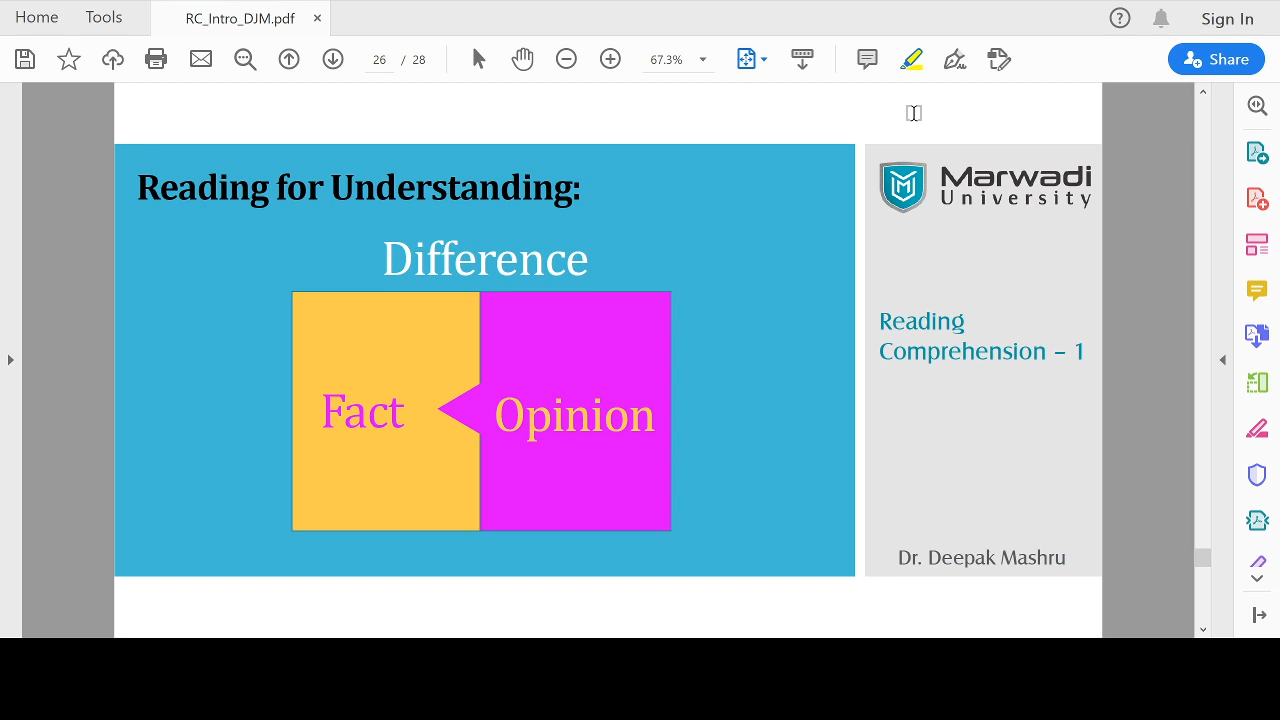 Home
Tools
RC_Intro_DJM.pdf
Sign In
26 / 28
67.3%
Share
Reading for Understanding:
Difference
Fact
Opinion
Marwadi
University
Reading
Comprehension – 1
Dr. Deepak Mashru